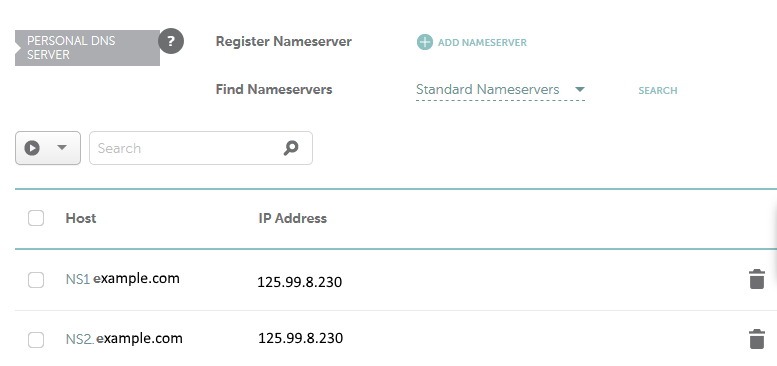 PERSONAL DNS
SERVER
?
Register Nameserver
ADD NAMESERVER
Find Nameservers
Standard Nameservers
SEARCH
Search
Host
IP Address
NS1 example.com
125.99.8.230
NS2.example.com
125.99.8.230